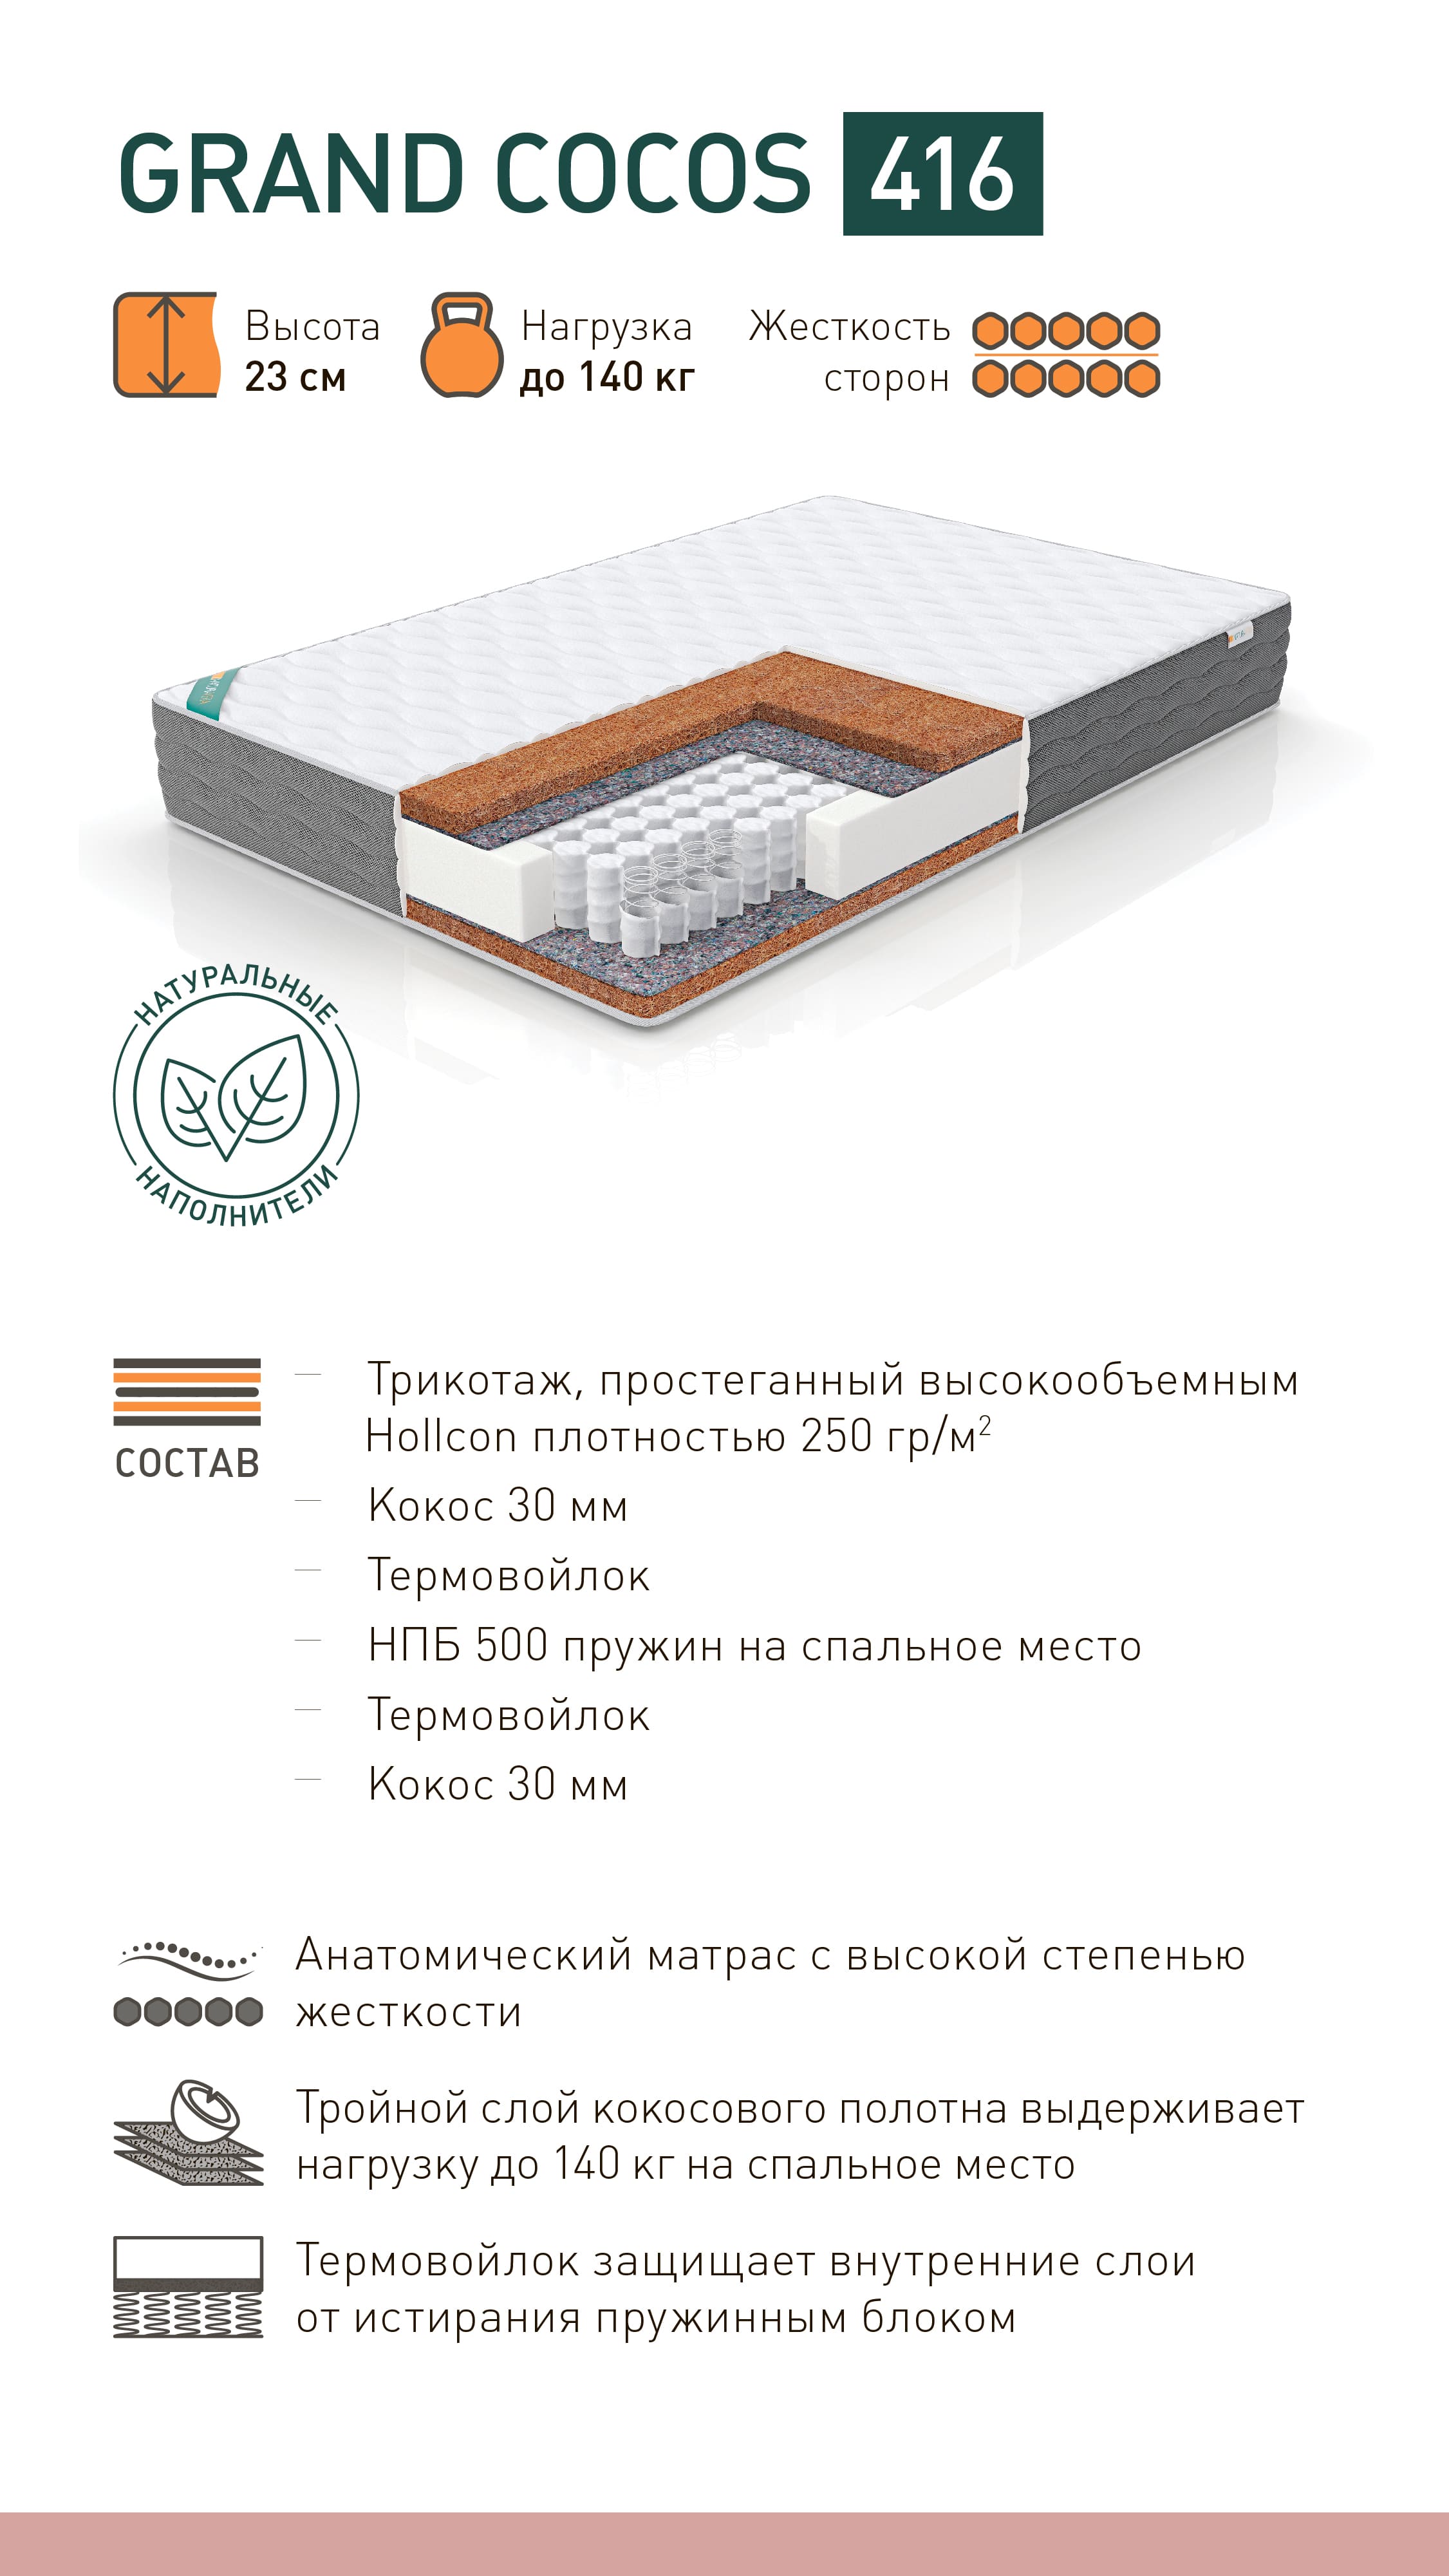 GRAND COCOS 416
Высота
23 см
Нагрузка
до 140 кг
Жесткость
сторон
НАТУРАЛЬНЫЕ
НАПОЛНИТЕЛИ
СОСТАВ
— Трикотаж, простеганный высокообъемным
Hollcon плотностью 250 гр/м²
— Кокос 30 мм
— Термовойлок
— НПБ 500 пружин на спальное место
— Термовойлок
— Кокос 30 мм
Анатомический матрас с высокой степенью
жесткости
Тройной слой кокосового полотна выдерживает
нагрузку до 140 кг на спальное место
Термовойлок защищает внутренние слои
от истирания пружинным блоком